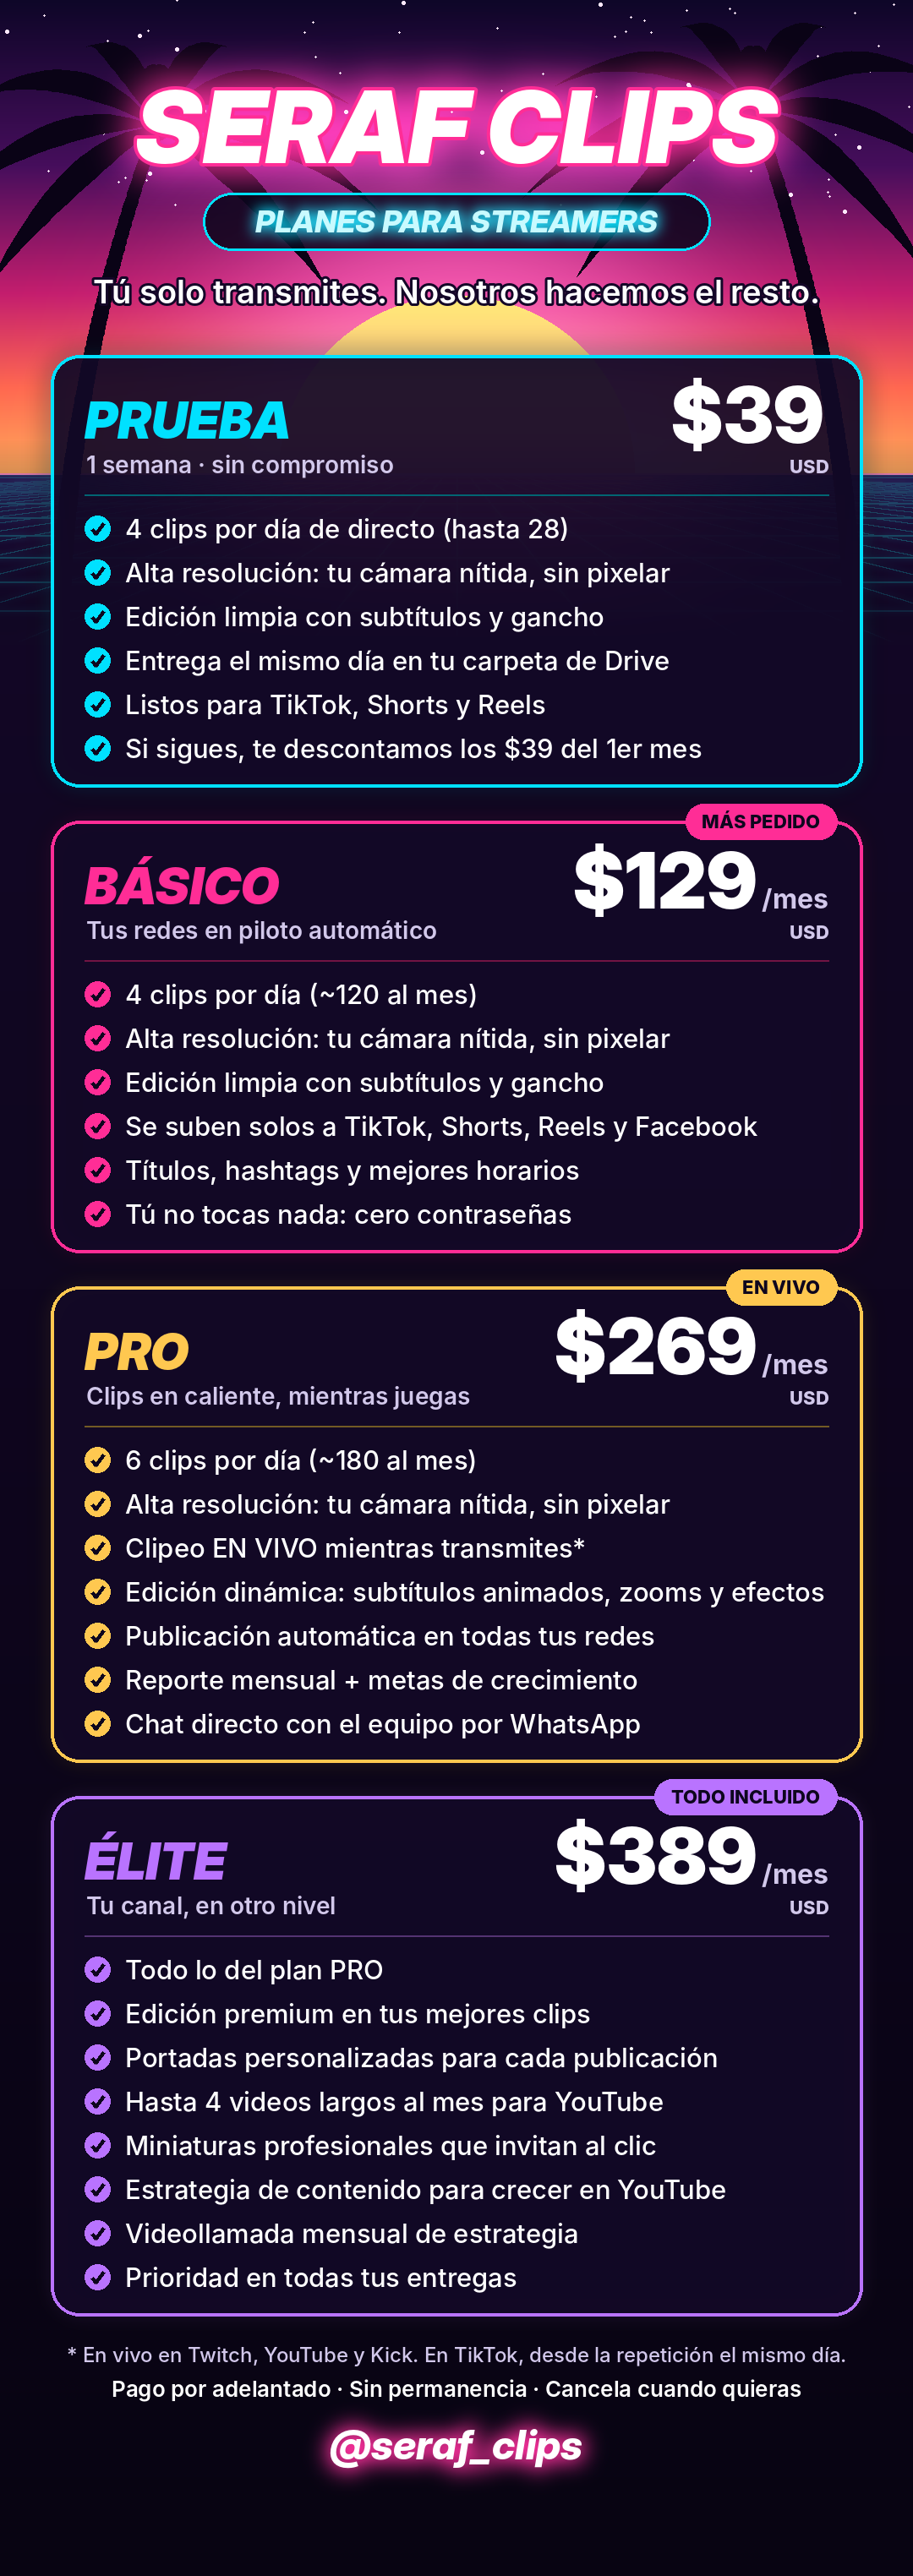 SERAF CLIPS
PLANES PARA STREAMERS
Tú solo transmites. Nosotros hacemos el resto.
PRUEBA
$39
1 semana · sin compromiso
USD
4 clips por día de directo (hasta 28)
Alta resolución: tu cámara nítida, sin pixelar
Edición limpia con subtítulos y gancho
Entrega el mismo día en tu carpeta de Drive
Listos para TikTok, Shorts y Reels
Si sigues, te descontamos los $39 del 1er mes
MÁS PEDIDO
BÁSICO
$129 /mes
Tus redes en piloto automático
USD
4 clips por día (~120 al mes)
Alta resolución: tu cámara nítida, sin pixelar
Edición limpia con subtítulos y gancho
Se suben solos a TikTok, Shorts, Reels y Facebook
Títulos, hashtags y mejores horarios
Tú no tocas nada: cero contraseñas
EN VIVO
PRO
$269 /mes
Clips en caliente, mientras juegas
USD
6 clips por día (~180 al mes)
Alta resolución: tu cámara nítida, sin pixelar
Clipeo EN VIVO mientras transmites*
Edición dinámica: subtítulos animados, zooms y efectos
Publicación automática en todas tus redes
Reporte mensual + metas de crecimiento
Chat directo con el equipo por WhatsApp
TODO INCLUIDO
ÉLITE
$389 /mes
Tu canal, en otro nivel
USD
Todo lo del plan PRO
Edición premium en tus mejores clips
Portadas personalizadas para cada publicación
Hasta 4 videos largos al mes para YouTube
Miniaturas profesionales que invitan al clic
Estrategia de contenido para crecer en YouTube
Videollamada mensual de estrategia
Prioridad en todas tus entregas
* En vivo en Twitch, YouTube y Kick. En TikTok, desde la repetición el mismo día.
Pago por adelantado · Sin permanencia · Cancela cuando quieras
@seraf_clips